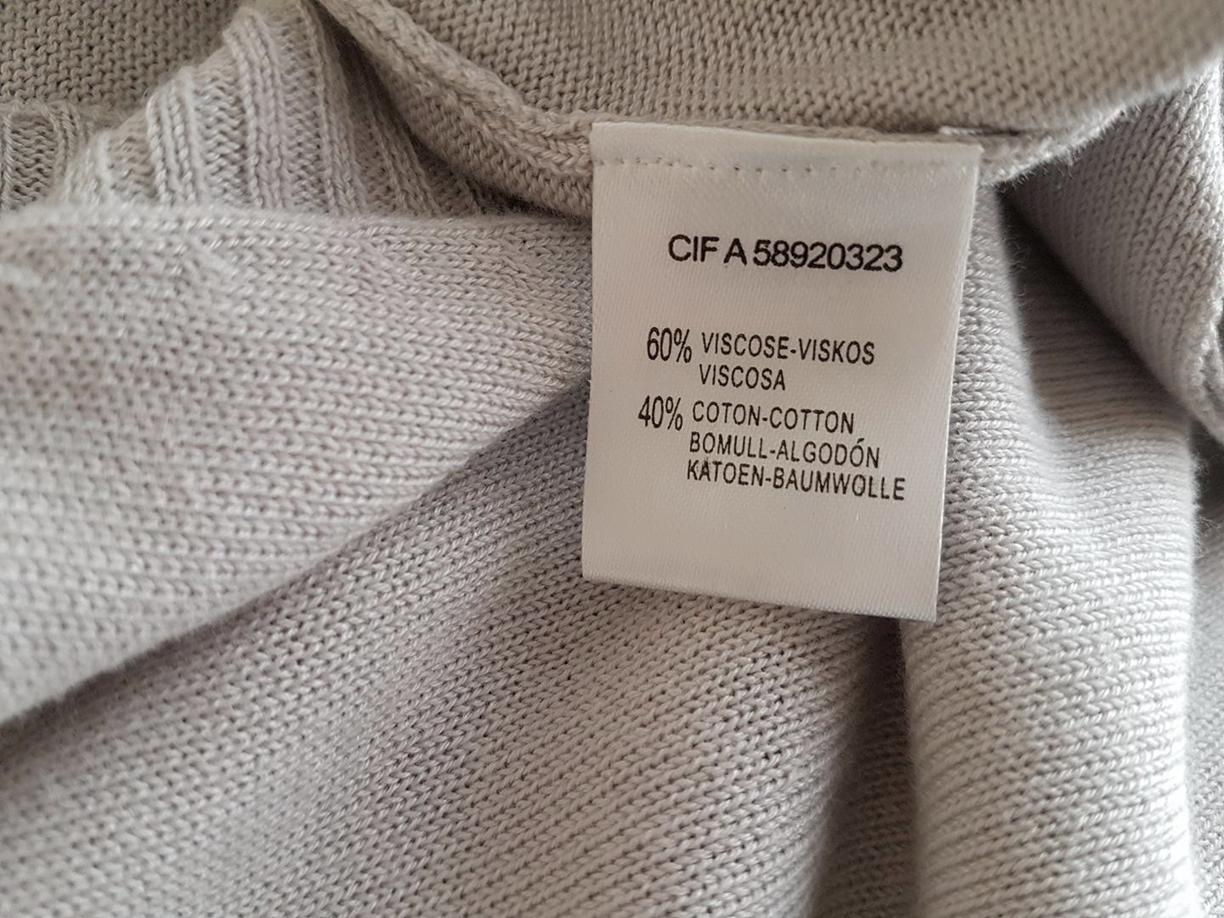 CIF A 58920323
60% VISCOSE-VISKOS
VISCOSA
40% COTON-COTTON
BOMULL-ALGODÓN
KATOEN-BAUMWOLLE